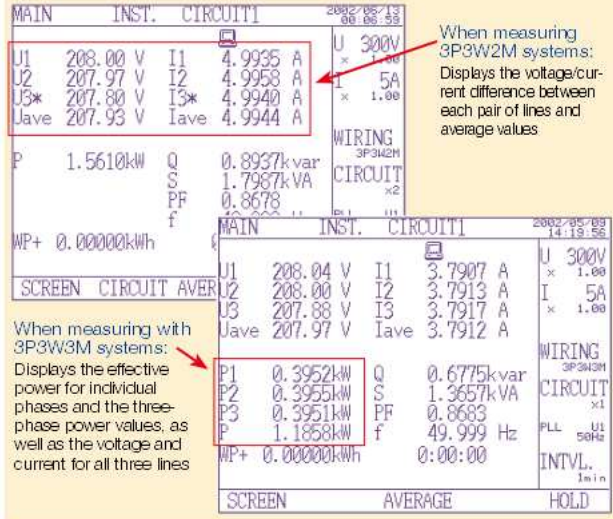 MAIN INST. CIRCUIT1 2002/06/13
00:06:59
U1 208.00 V I1 4.9935 A
U2 207.97 V I2 4.9958 A
U3* 207.80 V I3* 4.9940 A
Uave 207.93 V Iave 4.9944 A
U 300V
× 1.00
I 5A
× 1.00
WIRING
3P3W2M
CIRCUIT
×2
P 1.5610kW Q 0.8937kvar
S 1.7987kVA
PF 0.8678
f
WP+ 0.00000kWh
SCREEN CIRCUIT AVER
When measuring
3P3W2M systems:
Displays the voltage/cur-
rent difference between
each pair of lines and
average values
MAIN INST. CIRCUIT1 2002/05/09
14:19:56
U1 208.04 V I1 3.7907 A
U2 208.00 V I2 3.7913 A
U3 207.88 V I3 3.7917 A
Uave 207.97 V Iave 3.7912 A
P1 0.3952kW Q 0.6775kvar
P2 0.3955kW S 1.3657kVA
P3 0.3951kW PF 0.8683
P 1.1858kW f 49.999 Hz
WP+ 0.00000kWh 0:00:00
U 300V
× 1.00
I 5A
× 1.00
WIRING
3P3W3M
CIRCUIT
×1
PLL U1
50Hz
INTVL.
1min
SCREEN AVERAGE HOLD
When measuring with
3P3W3M systems:
Displays the effective
power for individual
phases and the three-
phase power values, as
well as the voltage and
current for all three lines